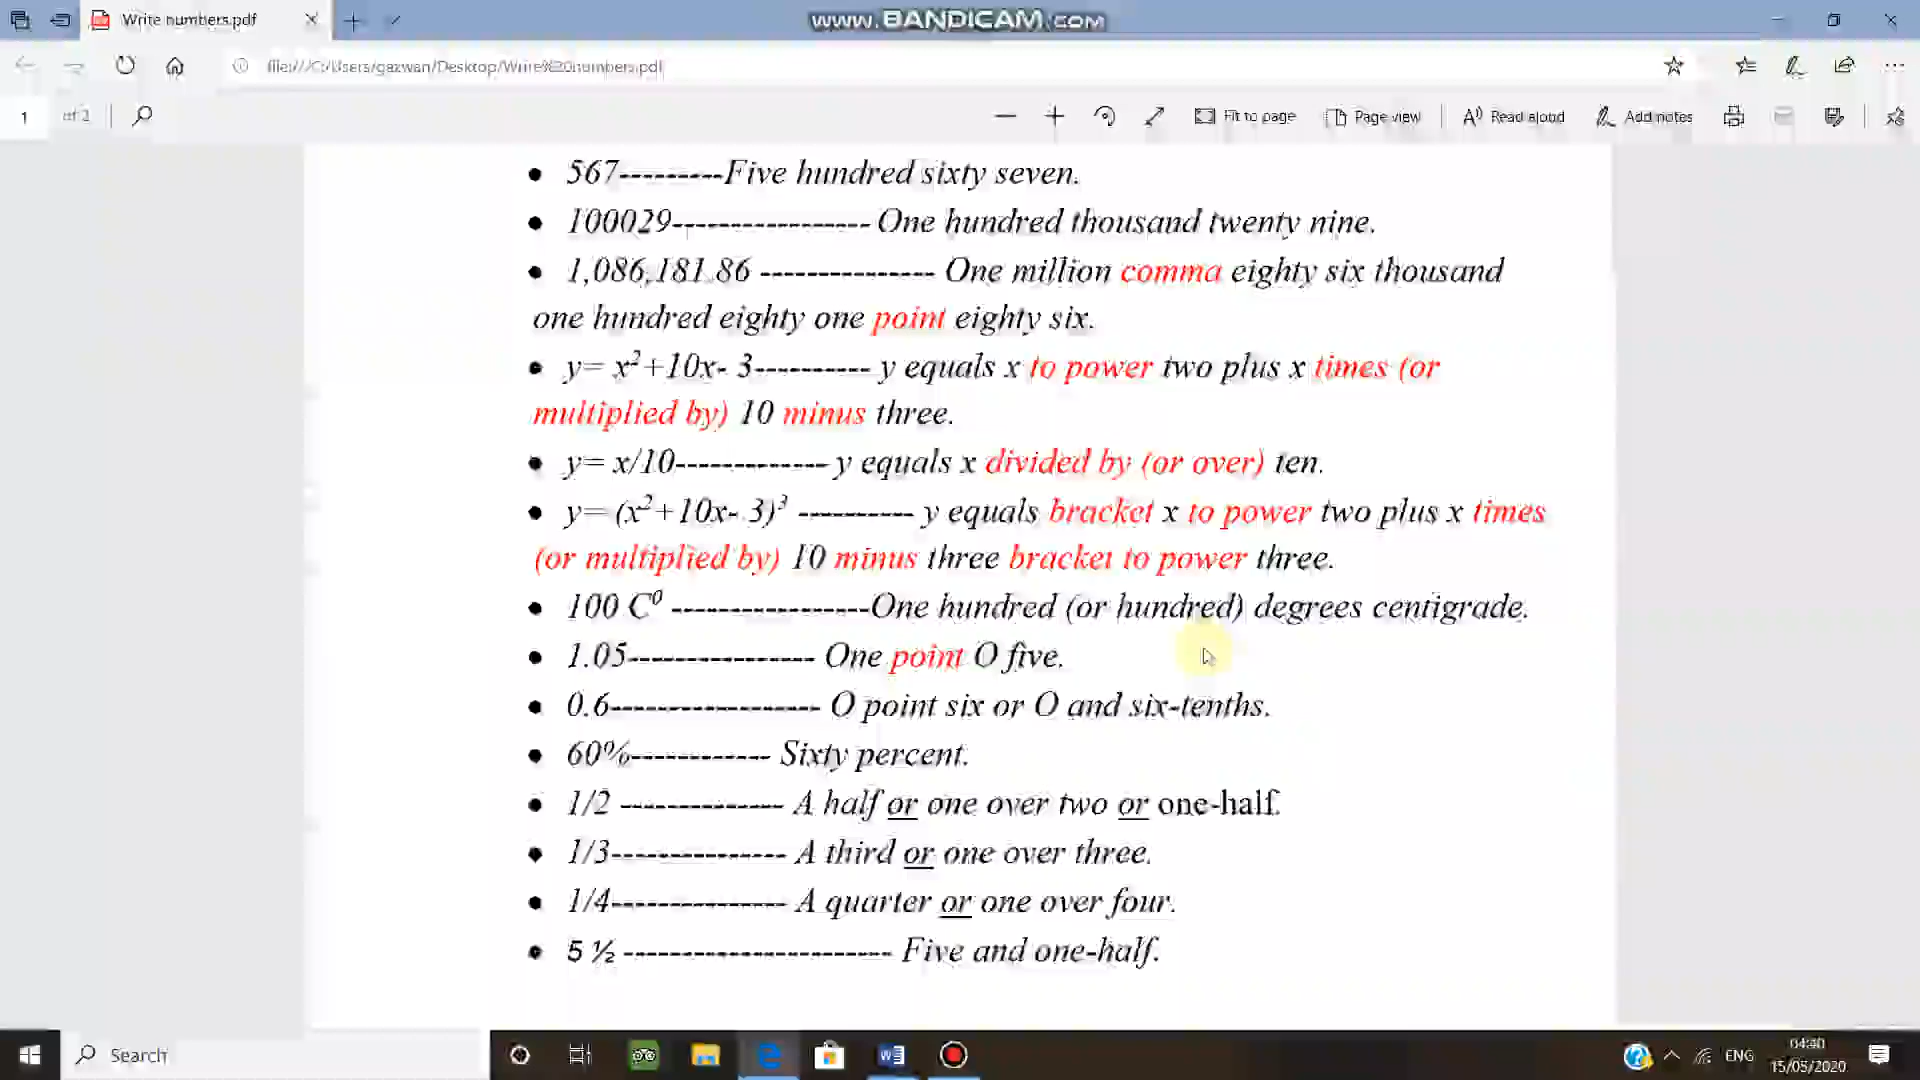 Write numbers.pdf
www.BANDICAM.com
file:///C:/Users/gazwan/Desktop/Write%20numbers.pdf
1 of 2 Fit to page Page view Read aloud Add notes
• 567---------Five hundred sixty seven.
• 100029----------------- One hundred thousand twenty nine.
• 1,086,181.86 --------------- One million comma eighty six thousand
one hundred eighty one point eighty six.
• y= x²+10x- 3---------- y equals x to power two plus x times (or
multiplied by) 10 minus three.
• y= x/10------------- y equals x divided by (or over) ten.
• y= (x²+10x- 3)³ ---------- y equals bracket x to power two plus x times
(or multiplied by) 10 minus three bracket to power three.
• 100 C⁰ -----------------One hundred (or hundred) degrees centigrade.
• 1.05---------------- One point O five.
• 0.6------------------ O point six or O and six-tenths.
• 60%------------ Sixty percent.
• 1/2 -------------- A half or one over two or one-half.
• 1/3--------------- A third or one over three.
• 1/4--------------- A quarter or one over four.
• 5 ½ ----------------------- Five and one-half.
Search
ENG
04:40
15/05/2020